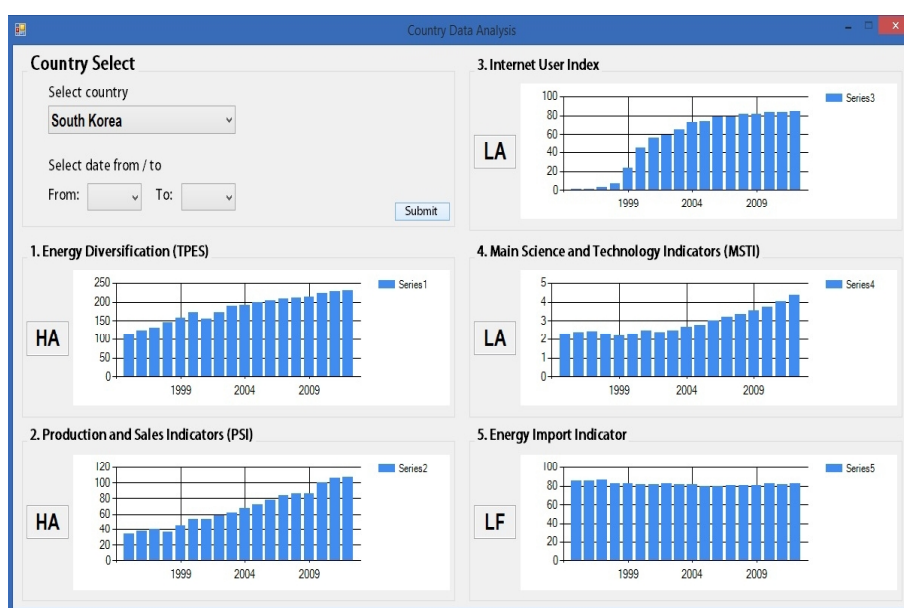 Country Data Analysis
Country Select
Select country
South Korea
Select date from / to
From:
To:
Submit
1. Energy Diversification (TPES)
HA
250
200
150
100
50
0
1999 2004 2009
Series1
2. Production and Sales Indicators (PSI)
HA
120
100
80
60
40
20
0
1999 2004 2009
Series2
3. Internet User Index
LA
100
80
60
40
20
0
1999 2004 2009
Series3
4. Main Science and Technology Indicators (MSTI)
LA
5
4
3
2
1
0
1999 2004 2009
Series4
5. Energy Import Indicator
LF
100
80
60
40
20
0
1999 2004 2009
Series5